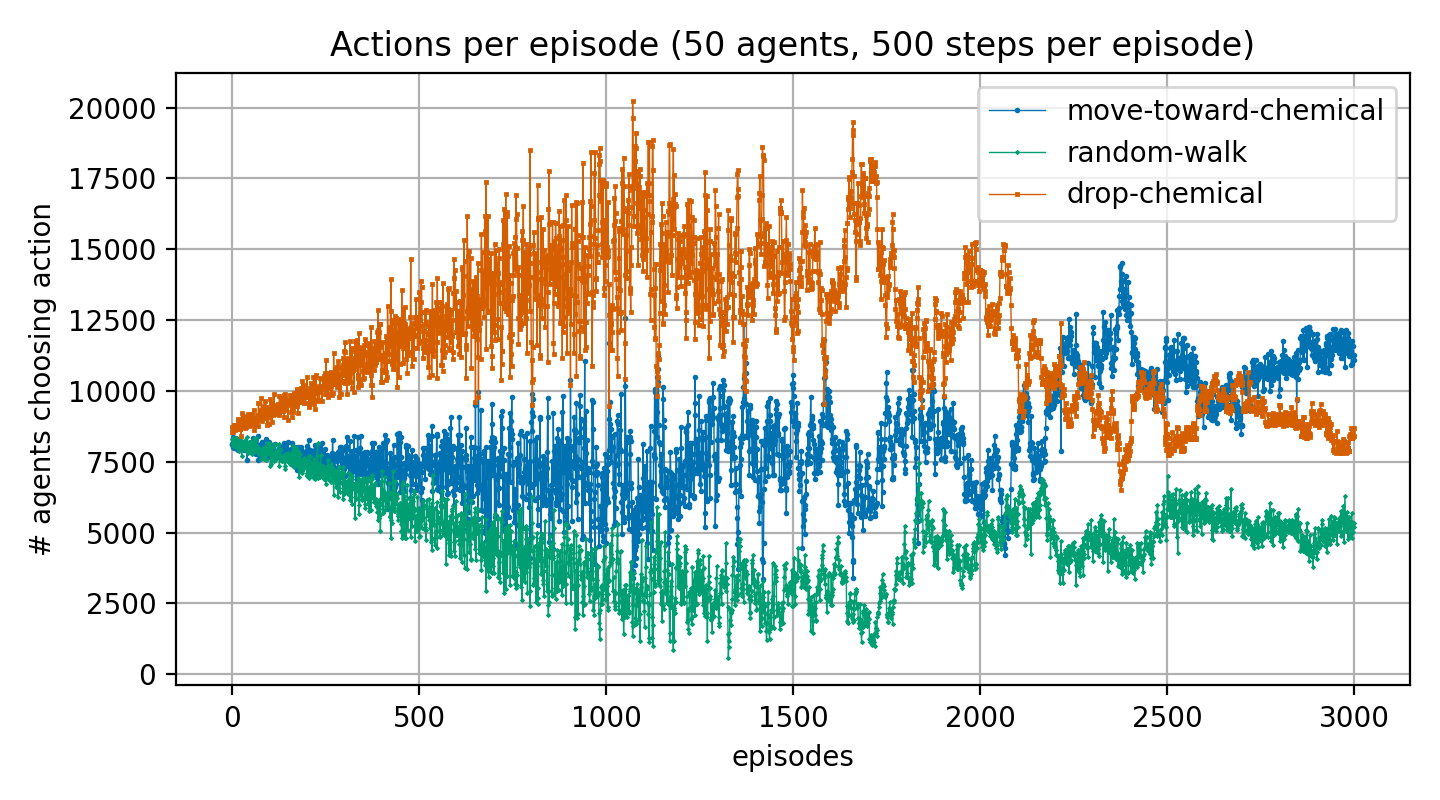 Actions per episode (50 agents, 500 steps per episode)
# agents choosing action
20000
17500
15000
12500
10000
7500
5000
2500
0
move-toward-chemical
random-walk
drop-chemical
0 500 1000 1500 2000 2500 3000
episodes